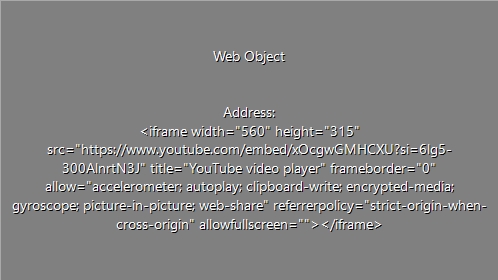 Web Object
Address:
<iframe width="560" height="315"
src="https://www.youtube.com/embed/xOcgwGMHCXU?si=6lg5-
300AlnrtN3J" title="YouTube video player" frameborder="0"
allow="accelerometer; autoplay; clipboard-write; encrypted-media;
gyroscope; picture-in-picture; web-share" referrerpolicy="strict-origin-when-
cross-origin" allowfullscreen=""></iframe>